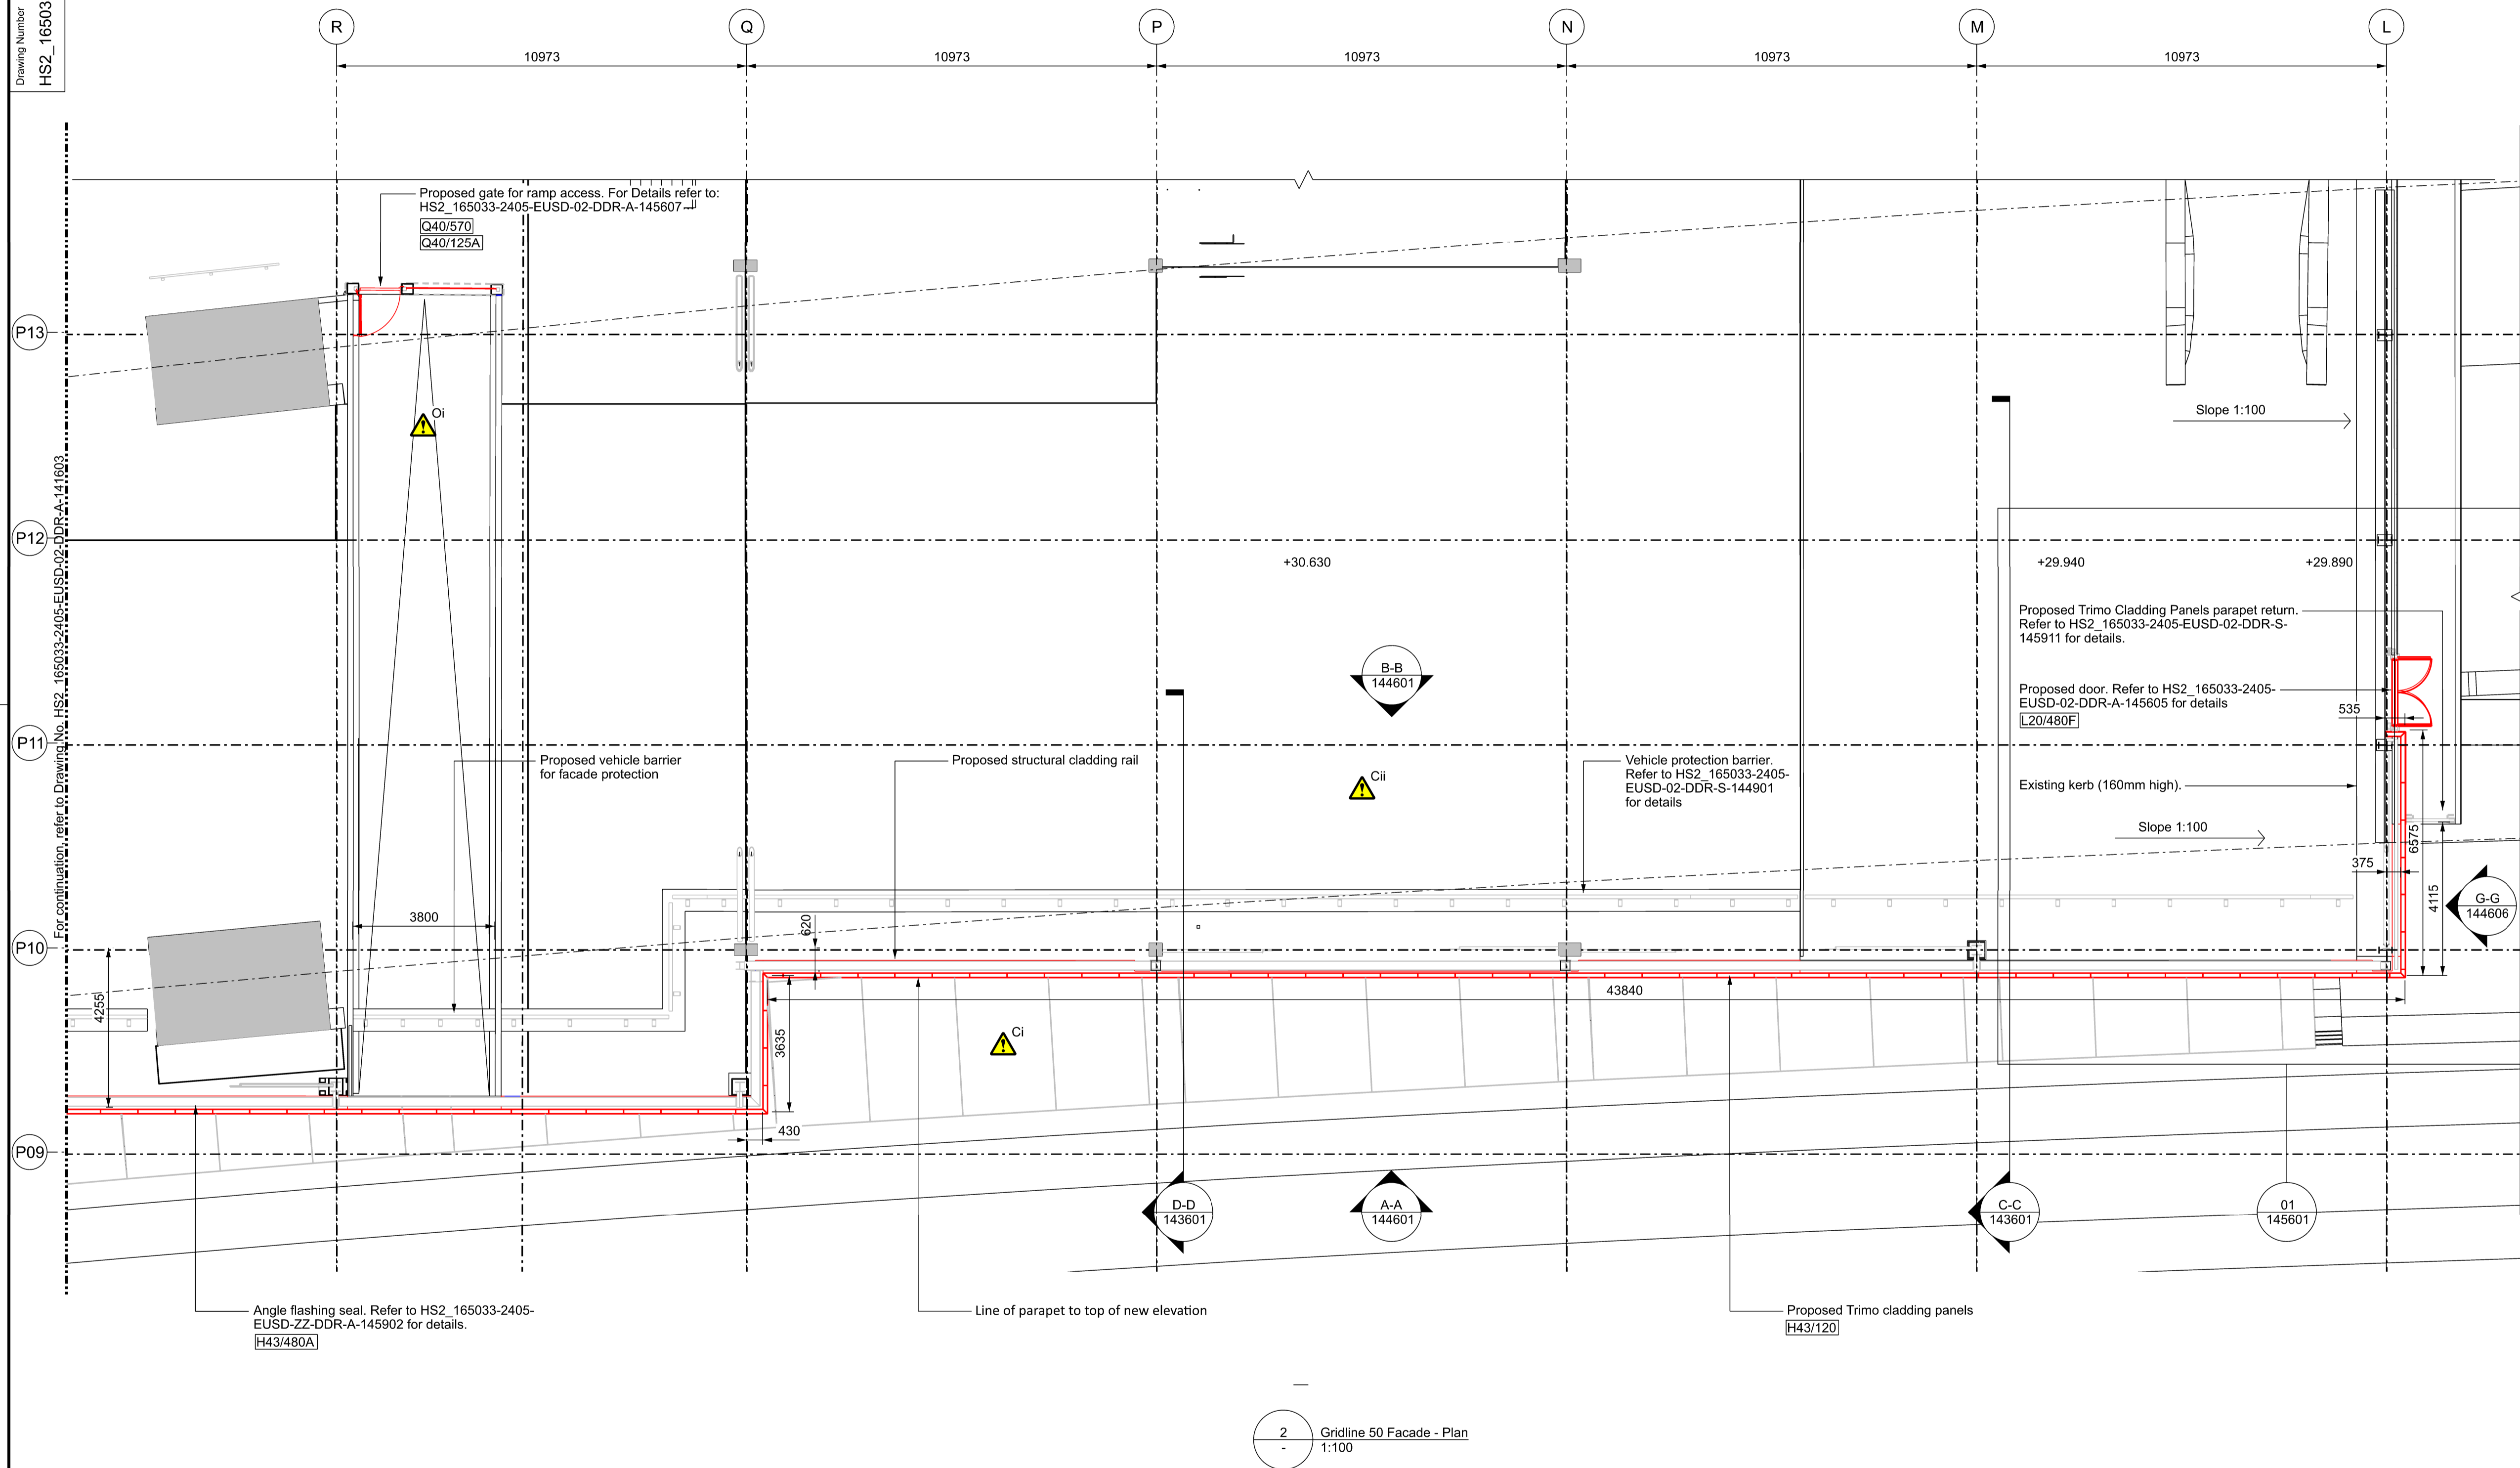 Drawing Number
HS2_16503
R
Q
P
N
M
L
10973
10973
10973
10973
10973
Proposed gate for ramp access. For Details refer to:
HS2_165033-2405-EUSD-02-DDR-A-145607
Q40/570
Q40/125A
P13
Oi
Slope 1:100
For continuation, refer to Drawing No. HS2_165033-2405-EUSD-02-DDR-A-141603
P12
+30.630
+29.940
+29.890
Proposed Trimo Cladding Panels parapet return.
Refer to HS2_165033-2405-EUSD-02-DDR-S-
145911 for details.
B-B
144601
Proposed door. Refer to HS2_165033-2405-
EUSD-02-DDR-A-145605 for details
L20/480F
535
P11
Proposed vehicle barrier
for facade protection
Proposed structural cladding rail
Cii
Vehicle protection barrier.
Refer to HS2_165033-2405-
EUSD-02-DDR-S-144901
for details
Existing kerb (160mm high).
Slope 1:100
6575
375
4115
G-G
144606
3800
620
P10
4255
43840
3635
Ci
430
P09
D-D
143601
A-A
144601
C-C
143601
01
145601
Angle flashing seal. Refer to HS2_165033-2405-
EUSD-ZZ-DDR-A-145902 for details.
H43/480A
Line of parapet to top of new elevation
Proposed Trimo cladding panels
H43/120
2
-
Gridline 50 Facade - Plan
1:100